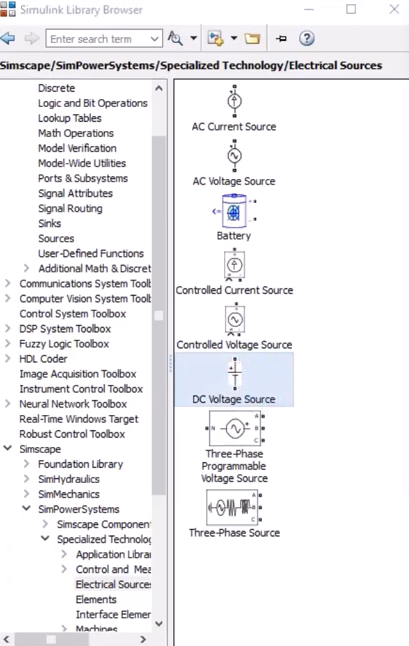 Simulink Library Browser
Enter search term
Simscape/SimPowerSystems/Specialized Technology/Electrical Sources
Discrete
Logic and Bit Operations
Lookup Tables
Math Operations
Model Verification
Model-Wide Utilities
Ports & Subsystems
Signal Attributes
Signal Routing
Sinks
Sources
User-Defined Functions
Additional Math & Discret
Communications System Toolb
Computer Vision System Toolb
Control System Toolbox
DSP System Toolbox
Fuzzy Logic Toolbox
HDL Coder
Image Acquisition Toolbox
Instrument Control Toolbox
Neural Network Toolbox
Real-Time Windows Target
Robust Control Toolbox
Simscape
Foundation Library
SimHydraulics
SimMechanics
SimPowerSystems
Simscape Componen
Specialized Technolog
Application Librar
Control and Mea
Electrical Sources
Elements
Interface Elemer
Machines
AC Current Source
AC Voltage Source
Battery
Controlled Current Source
Controlled Voltage Source
DC Voltage Source
N
A
B
C
Three-Phase
Programmable
Voltage Source
A
B
C
Three-Phase Source